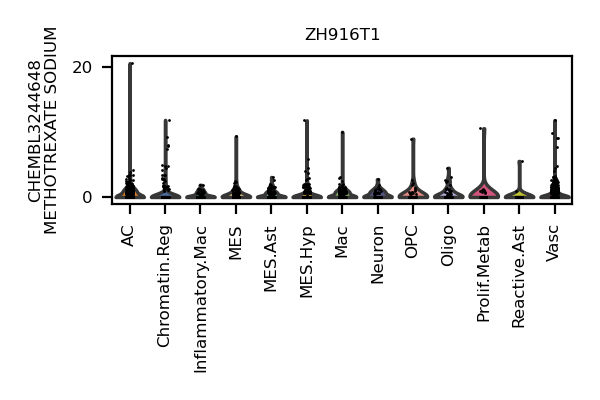 ZH916T1
CHEMBL3244648
METHOTREXATE SODIUM
20
0
AC
Chromatin.Reg
Inflammatory.Mac
MES
MES.Ast
MES.Hyp
Mac
Neuron
OPC
Oligo
Prolif.Metab
Reactive.Ast
Vasc